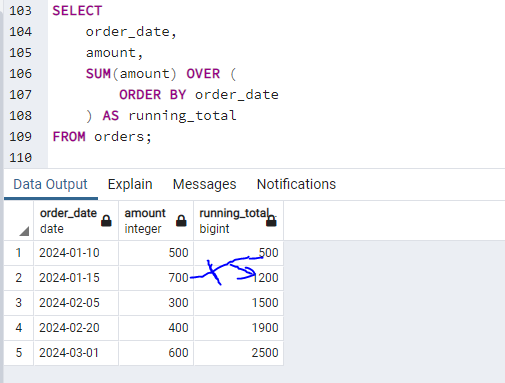 103 SELECT
104 order_date,
105 amount,
106 SUM(amount) OVER (
107 ORDER BY order_date
108 ) AS running_total
109 FROM orders;
110
Data Output Explain Messages Notifications
order_date amount running_total
date integer bigint
1 2024-01-10 500 500
2 2024-01-15 700 1200
3 2024-02-05 300 1500
4 2024-02-20 400 1900
5 2024-03-01 600 2500